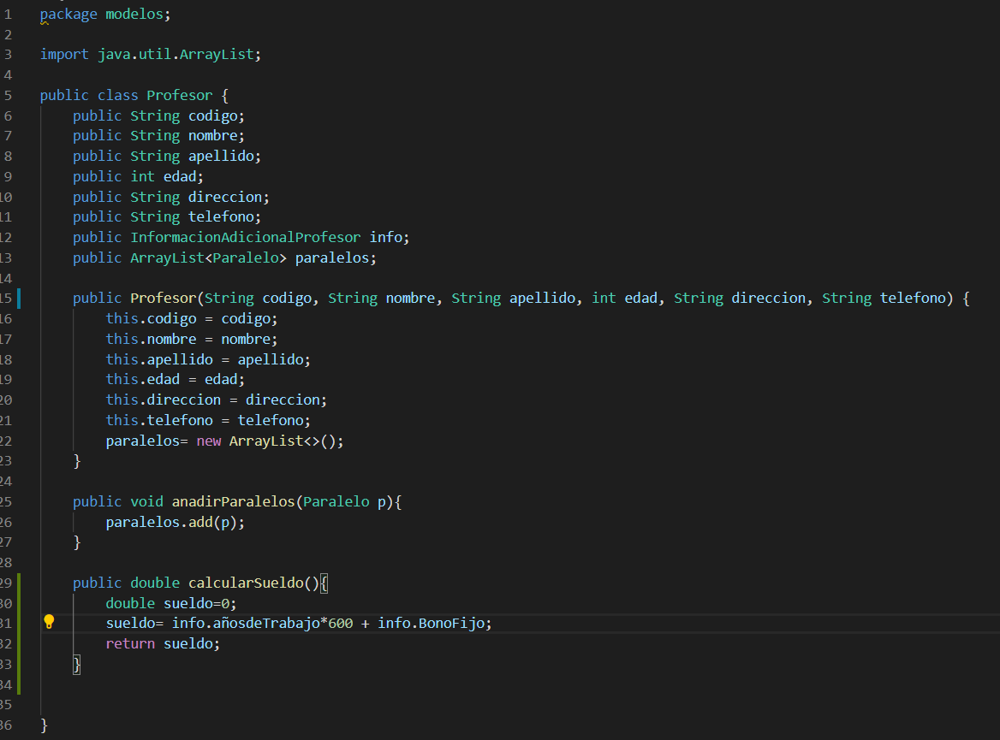 1 package modelos;
2
3 import java.util.ArrayList;
4
5 public class Profesor {
6 public String codigo;
7 public String nombre;
8 public String apellido;
9 public int edad;
10 public String direccion;
11 public String telefono;
12 public InformacionAdicionalProfesor info;
13 public ArrayList<Paralelo> paralelos;
14
15 public Profesor(String codigo, String nombre, String apellido, int edad, String direccion, String telefono) {
16 this.codigo = codigo;
17 this.nombre = nombre;
18 this.apellido = apellido;
19 this.edad = edad;
20 this.direccion = direccion;
21 this.telefono = telefono;
22 paralelos= new ArrayList<>();
23 }
24
25 public void anadirParalelos(Paralelo p){
26 paralelos.add(p);
27 }
28
29 public double calcularSueldo(){
30 double sueldo=0;
31 sueldo= info.añosdeTrabajo*600 + info.BonoFijo;
32 return sueldo;
33 }
34
35
36 }